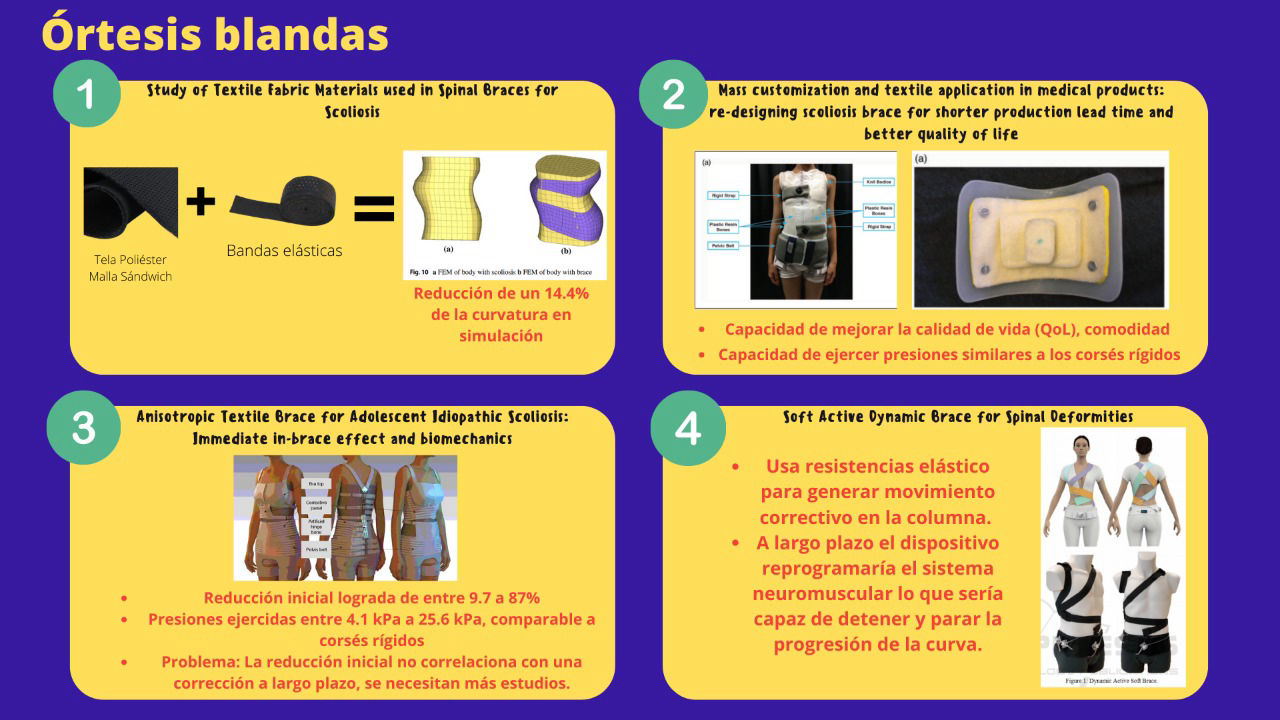 Órtesis blandas
1
Study of Textile Fabric Materials used in Spinal Braces for
Scoliosis
+
=
Tela Poliéster
Malla Sándwich
Bandas elásticas
(a)
(b)
Fig. 10 a FEM of body with scoliosis b FEM of body with brace
Reducción de un 14.4%
de la curvatura en
simulación
2
Mass customization and textile application in medical products:
re-designing scoliosis brace for shorter production lead time and
better quality of life
(a)
Rigid Strap
Plastic Resin
Bones
Pelvic Belt
Knit Bodice
Plastic Resin
Bones
Rigid Strap
(a)
• Capacidad de mejorar la calidad de vida (QoL), comodidad
• Capacidad de ejercer presiones similares a los corsés rígidos
3
Anisotropic Textile Brace for Adolescent Idiopathic Scoliosis:
Immediate in-brace effect and biomechanics
Bra top
Corrective
panel
Artificial
hinge
bone
Pelvis belt
• Reducción inicial lograda de entre 9.7 a 87%
• Presiones ejercidas entre 4.1 kPa a 25.6 kPa, comparable a
corsés rígidos
• Problema: La reducción inicial no correlaciona con una
corrección a largo plazo, se necesitan más estudios.
4
Soft Active Dynamic Brace for Spinal Deformities
• Usa resistencias elástico
para generar movimiento
correctivo en la columna.
• A largo plazo el dispositivo
reprogramaría el sistema
neuromuscular lo que sería
capaz de detener y parar la
progresión de la curva.
Figure 1: Dynamic Active Soft Brace.